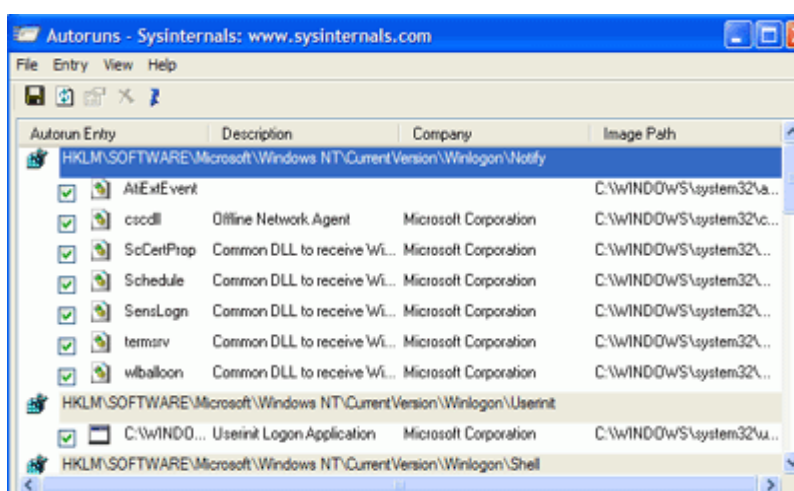 Autoruns - Sysinternals: www.sysinternals.com
File Entry View Help
Autorun Entry Description Company Image Path
HKLM\SOFTWARE\Microsoft\Windows NT\CurrentVersion\Winlogon\Notify
AtiExtEvent C:\WINDOWS\system32\a...
cscdll Offline Network Agent Microsoft Corporation C:\WINDOWS\system32\c...
ScCertProp Common DLL to receive Wi... Microsoft Corporation C:\WINDOWS\system32\...
Schedule Common DLL to receive Wi... Microsoft Corporation C:\WINDOWS\system32\...
SensLogn Common DLL to receive Wi... Microsoft Corporation C:\WINDOWS\system32\...
termsrv Common DLL to receive Wi... Microsoft Corporation C:\WINDOWS\system32\...
wlballoon Common DLL to receive Wi... Microsoft Corporation C:\WINDOWS\system32\...
HKLM\SOFTWARE\Microsoft\Windows NT\CurrentVersion\Winlogon\Userinit
C:\WINDO... Userinit Logon Application Microsoft Corporation C:\WINDOWS\system32\u...
HKLM\SOFTWARE\Microsoft\Windows NT\CurrentVersion\Winlogon\Shell